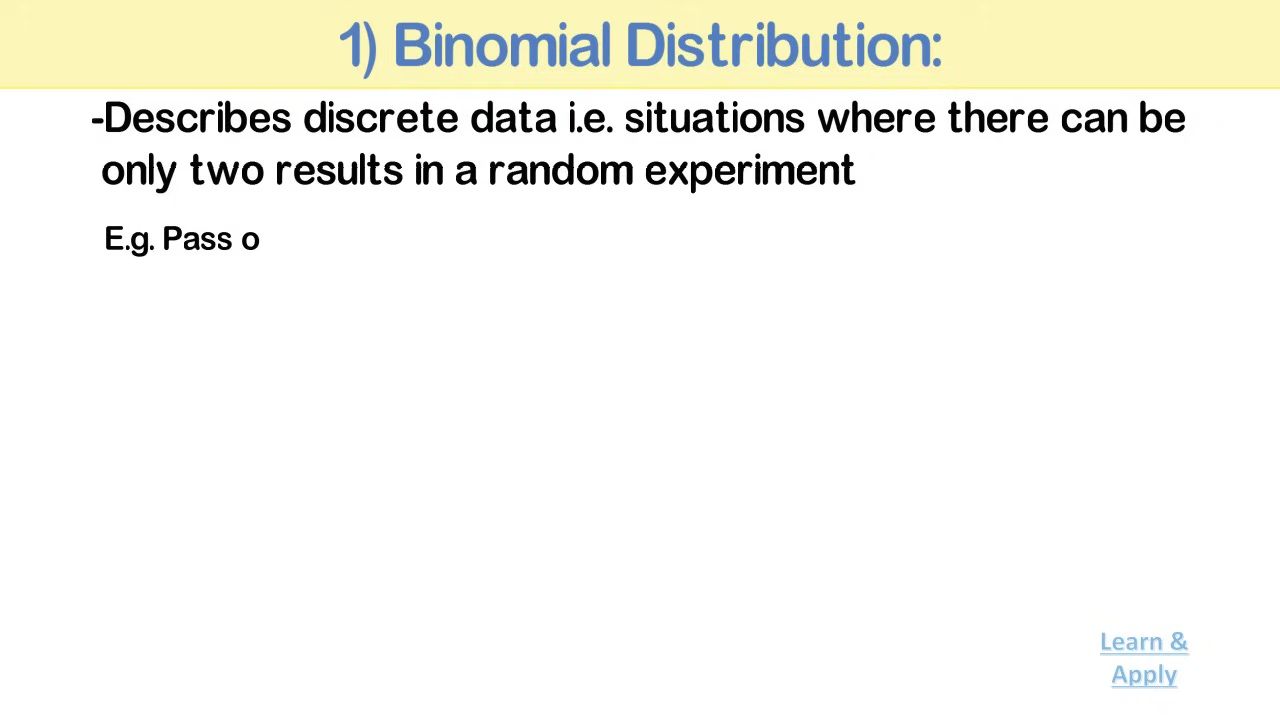 1) Binomial Distribution:
-Describes discrete data i.e. situations where there can be
only two results in a random experiment
E.g. Pass o
Learn &
Apply